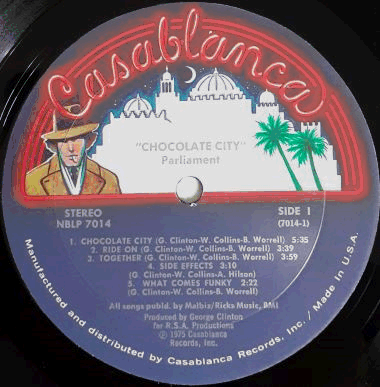 Casablanca
"CHOCOLATE CITY"
Parliament
STEREO
NBLP 7014
SIDE 1
(7014-1)
1. CHOCOLATE CITY (G. Clinton-W. Collins-B. Worrell) 5:35
2. RIDE ON (G. Clinton-W. Collins-B. Worrell) 3:39
3. TOGETHER (G. Clinton-W. Collins-B. Worrell) 3:59
4. SIDE EFFECTS 3:10
(G. Clinton-W. Collins-A. Hilson)
5. WHAT COMES FUNKY 2:22
(G. Clinton-W. Collins-B. Worrell)
All songs publd. by Malbiz/Ricks Music, BMI
Produced by George Clinton
for R.S.A. Productions
℗ 1975 Casablanca
Records, Inc.
Manufactured and distributed by Casablanca Records, Inc. / Made in U.S.A.